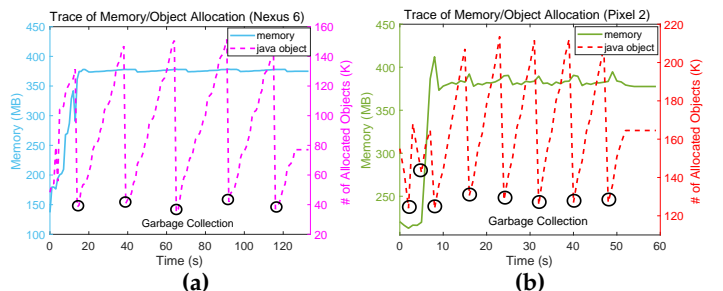 Trace of Memory/Object Allocation (Nexus 6)
450
400
350
300
250
200
150
100
Memory (MB)
memory
java object
160
140
120
100
80
60
40
20
# of Allocated Objects (K)
Garbage Collection
0 20 40 60 80 100 120
Time (s)
(a)
Trace of Memory/Object Allocation (Pixel 2)
450
400
350
300
250
Memory (MB)
memory
java object
220
200
180
160
140
120
# of Allocated Objects (K)
Garbage Collection
0 10 20 30 40 50 60
Time (s)
(b)